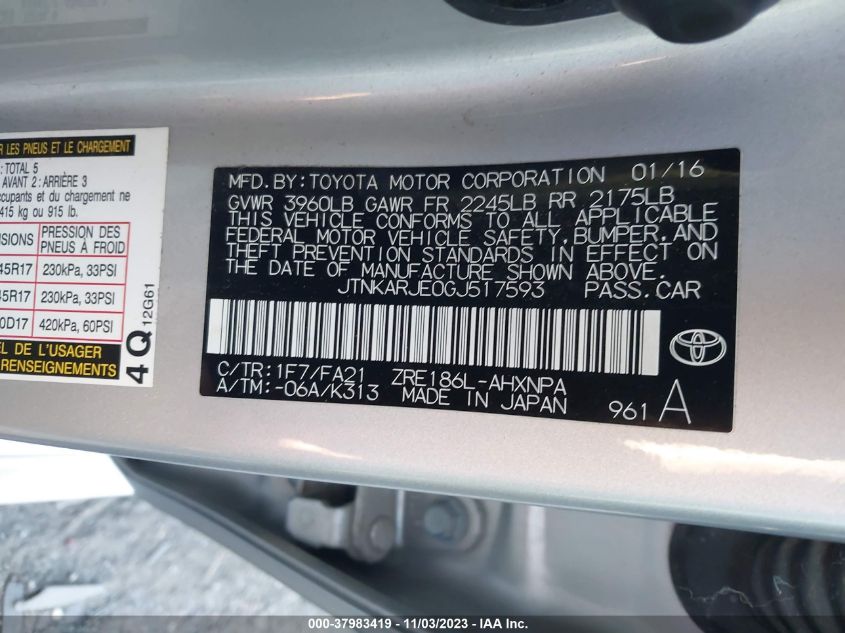 R LES PNEUS ET LE CHARGEMENT
: TOTAL 5
AVANT 2 : ARRIÈRE 3
occupants et du chargement ne
415 kg ou 915 lb.
NSIONS PRESSION DES
PNEUS À FROID
45R17 230kPa, 33PSI
45R17 230kPa, 33PSI
0D17 420kPa, 60PSI
EL DE L'USAGER
RENSEIGNEMENTS
4Q 12G61
MFD. BY: TOYOTA MOTOR CORPORATION 01/16
GVWR 3960LB GAWR FR 2245LB RR 2175LB
THIS VEHICLE CONFORMS TO ALL APPLICABLE
FEDERAL MOTOR VEHICLE SAFETY, BUMPER, AND
THEFT PREVENTION STANDARDS IN EFFECT ON
THE DATE OF MANUFACTURE SHOWN ABOVE.
JTNKARJE0GJ517593 PASS. CAR
C/TR: 1F7/FA21 ZRE186L-AHXNPA
A/TM: -06A/K313 MADE IN JAPAN 961 A
000-37983419 - 11/03/2023 - IAA Inc.